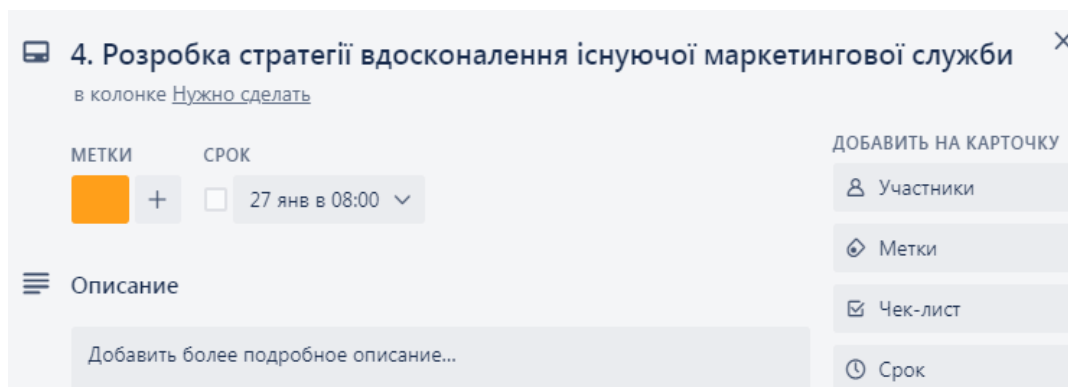 4. Розробка стратегії вдосконалення існуючої маркетингової служби
в колонке Нужно сделать
МЕТКИ
СРОК
27 янв в 08:00
Описание
Добавить более подробное описание...
ДОБАВИТЬ НА КАРТОЧКУ
Участники
Метки
Чек-лист
Срок